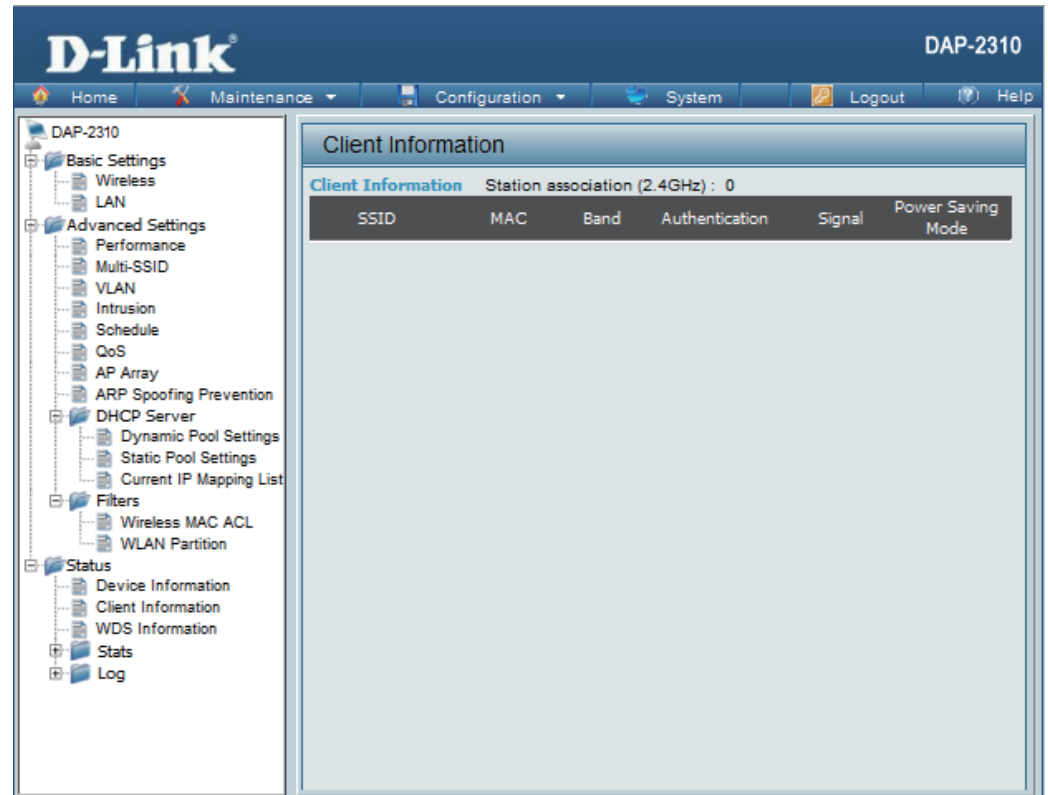 D-Link®
DAP-2310
Home Maintenance Configuration System Logout Help
DAP-2310
Basic Settings
Wireless
LAN
Advanced Settings
Performance
Multi-SSID
VLAN
Intrusion
Schedule
QoS
AP Array
ARP Spoofing Prevention
DHCP Server
Dynamic Pool Settings
Static Pool Settings
Current IP Mapping List
Filters
Wireless MAC ACL
WLAN Partition
Status
Device Information
Client Information
WDS Information
Stats
Log
Client Information
Client Information Station association (2.4GHz) : 0
SSID MAC Band Authentication Signal Power Saving Mode